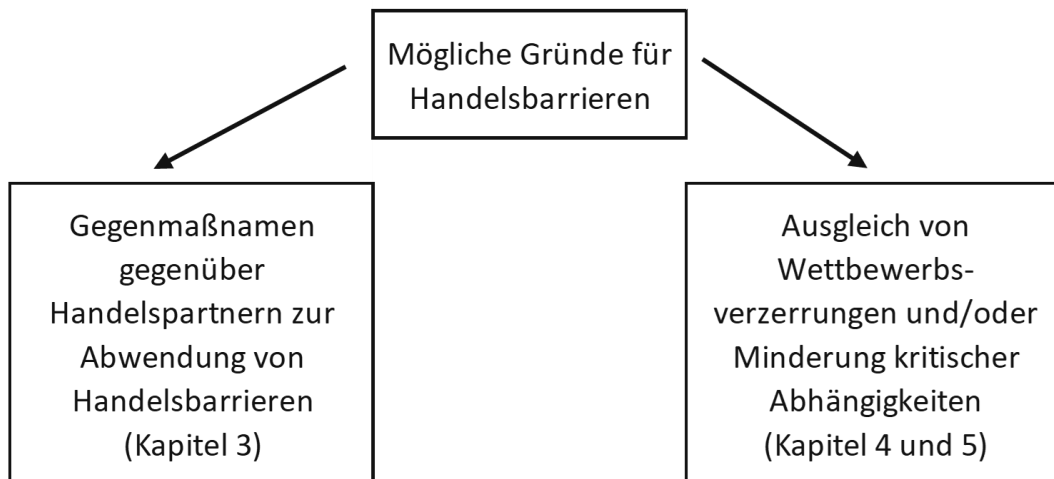 Mögliche Gründe für
Handelsbarrieren
Gegenmaßnamen
gegenüber
Handelspartnern zur
Abwendung von
Handelsbarrieren
(Kapitel 3)
Ausgleich von
Wettbewerbs-
verzerrungen und/oder
Minderung kritischer
Abhängigkeiten
(Kapitel 4 und 5)